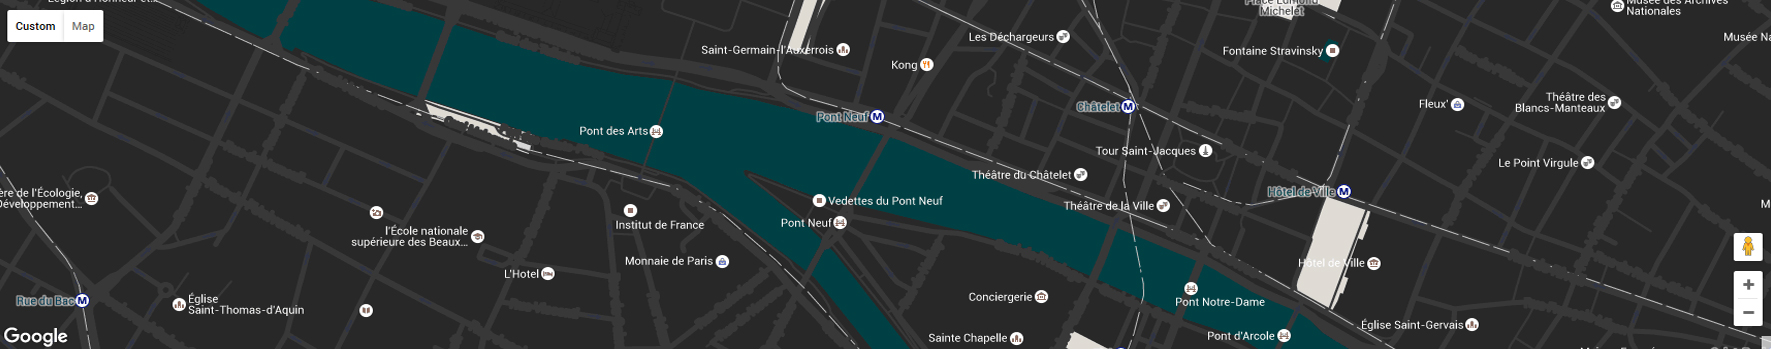 Custom
Map
Saint-Germain-l'Auxerrois
Kong
Les Déchargeurs
Place Edmond
Michelet
Fontaine Stravinsky
Musée des Archives
Nationales
Châtelet M
Fleux'
Théâtre des
Blancs-Manteaux
Pont Neuf M
Pont des Arts
Tour Saint-Jacques
Le Point Virgule
Théâtre du Châtelet
Hôtel de Ville M
ère de l'Écologie,
Développement...
Vedettes du Pont Neuf
Théâtre de la Ville
Institut de France
Pont Neuf
l'École nationale
supérieure des Beaux...
Monnaie de Paris
L'Hotel
Hôtel de Ville
Rue du Bac M
Église
Saint-Thomas-d'Aquin
Conciergerie
Pont Notre-Dame
Sainte Chapelle
Pont d'Arcole
Église Saint-Gervais
Google